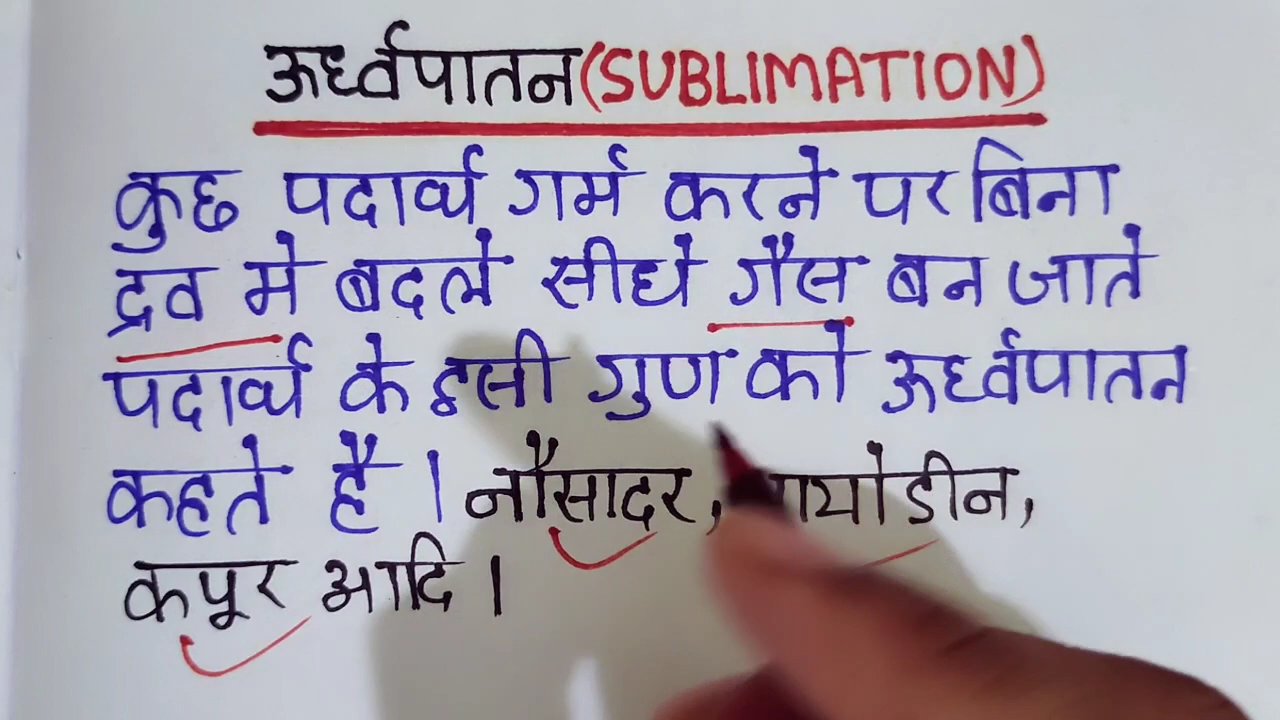 ऊर्ध्वपातन(SUBLIMATION)
कुछ पदार्थ गर्म करने पर बिना
द्रव मे बदले सीधे गैस बन जाते
पदार्थ के इसी गुण को ऊर्ध्वपातन
कहते है । नौसादर,
कपूर आदि ।